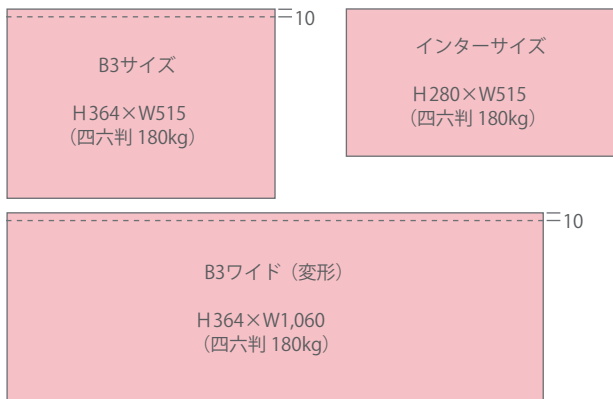 10
B3サイズ
H364×W515
（四六判 180kg）
インターサイズ
H280×W515
（四六判 180kg）
10
B3ワイド（変形）
H364×W1,060
（四六判 180kg）